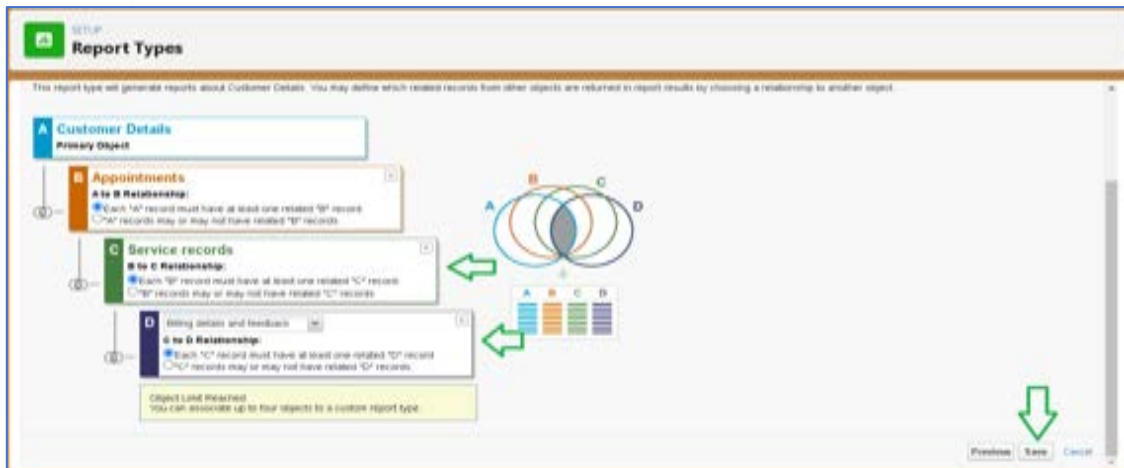 SETUP
Report Types
This report type will generate reports about Customer Details. You may define which related records from other objects are returned in report results by choosing a relationship to another object.
A Customer Details
Primary Object
B Appointments
A to B Relationship:
Each "A" record must have at least one related "B" record
"A" records may or may not have related "B" records.
C Service records
B to C Relationship:
Each "B" record must have at least one related "C" record
"B" records may or may not have related "C" records.
D Billing details and feedback
C to D Relationship:
Each "C" record must have at least one related "D" record
"C" records may or may not have related "D" records.
Object Limit Reached
You can associate up to four objects to a custom report type.
A B C D
A B C D
Previous Save Cancel